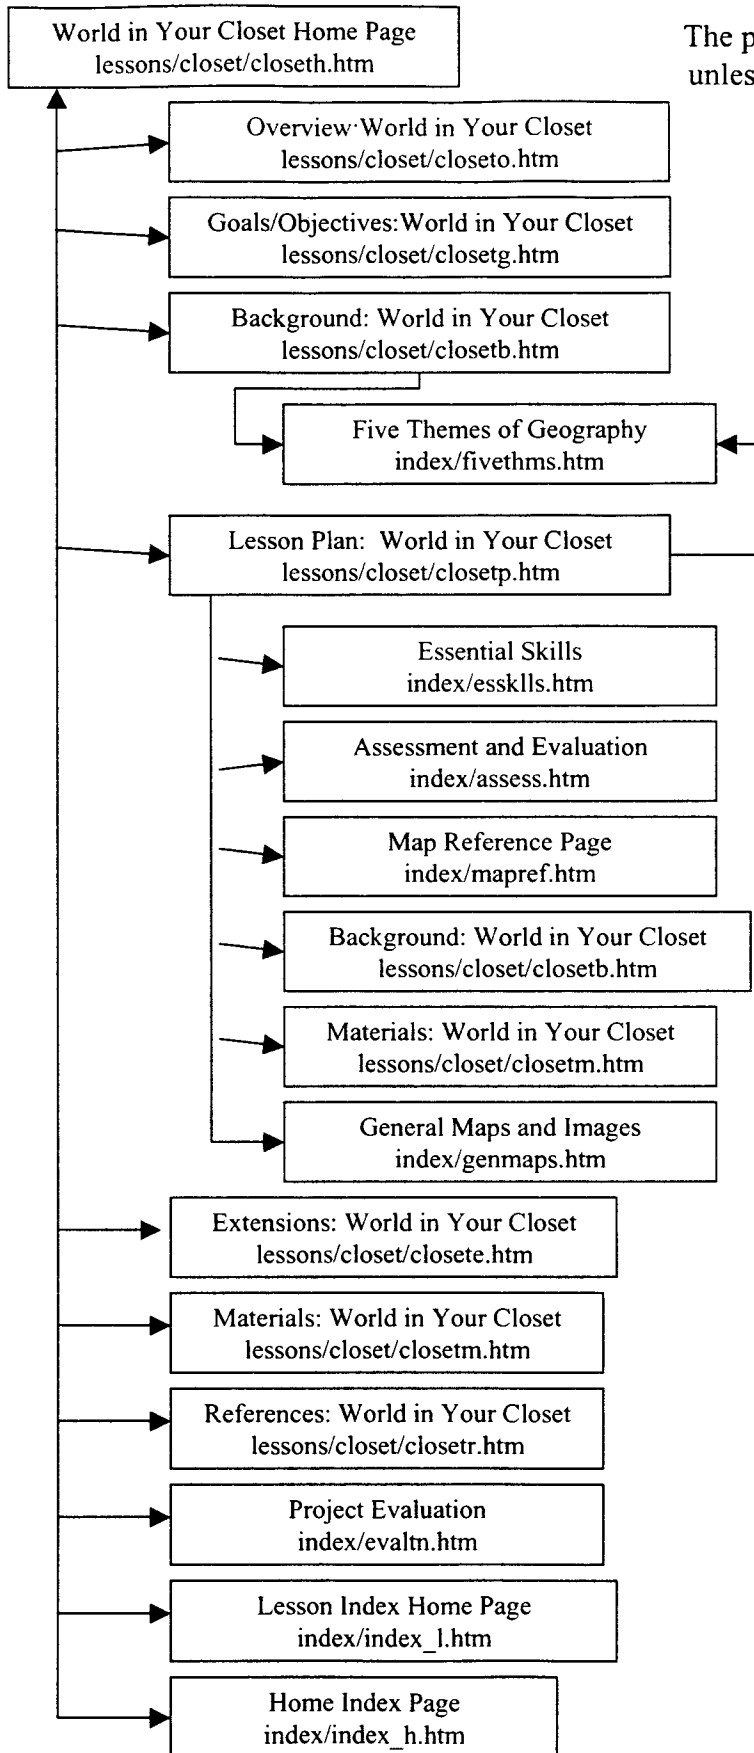 World in Your Closet Home Page
lessons/closet/closeth.htm
The p
unles
Overview·World in Your Closet
lessons/closet/closeto.htm
Goals/Objectives:World in Your Closet
lessons/closet/closetg.htm
Background: World in Your Closet
lessons/closet/closetb.htm
Five Themes of Geography
index/fivethms.htm
Lesson Plan: World in Your Closet
lessons/closet/closetp.htm
Essential Skills
index/essklls.htm
Assessment and Evaluation
index/assess.htm
Map Reference Page
index/mapref.htm
Background: World in Your Closet
lessons/closet/closetb.htm
Materials: World in Your Closet
lessons/closet/closetm.htm
General Maps and Images
index/genmaps.htm
Extensions: World in Your Closet
lessons/closet/closete.htm
Materials: World in Your Closet
lessons/closet/closetm.htm
References: World in Your Closet
lessons/closet/closetr.htm
Project Evaluation
index/evaltn.htm
Lesson Index Home Page
index/index_l.htm
Home Index Page
index/index_h.htm